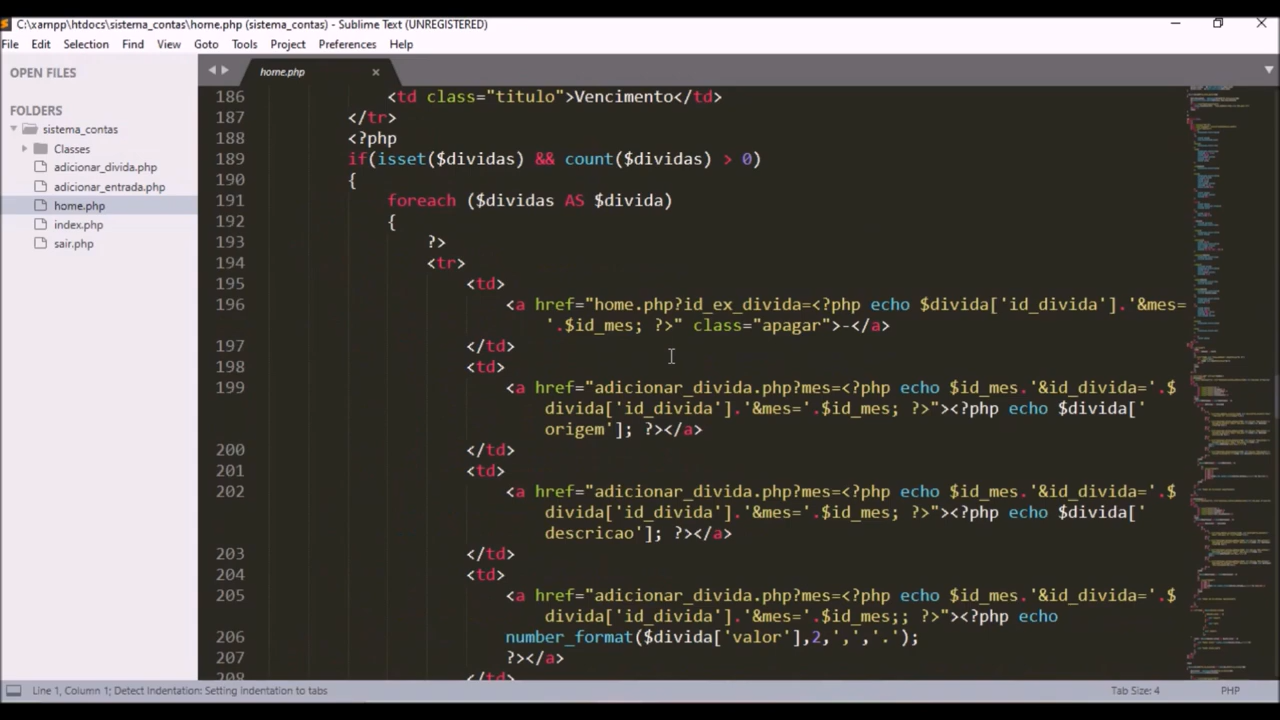 C:\xampp\htdocs\sistema_contas\home.php (sistema_contas) - Sublime Text (UNREGISTERED)
File Edit Selection Find View Goto Tools Project Preferences Help
OPEN FILES
FOLDERS
sistema_contas
Classes
adicionar_divida.php
adicionar_entrada.php
home.php
index.php
sair.php
home.php
186 <td class="titulo">Vencimento</td>
187 </tr>
188 <?php
189 if(isset($dividas) && count($dividas) > 0)
190 {
191 foreach ($dividas AS $divida)
192 {
193 ?>
194 <tr>
195 <td>
196 <a href="home.php?id_ex_divida=<?php echo $divida['id_divida'].'&mes=
'.$id_mes; ?>" class="apagar">-</a>
197 </td>
198 <td>
199 <a href="adicionar_divida.php?mes=<?php echo $id_mes.'&id_divida='.$
divida['id_divida'].'&mes='.$id_mes; ?>"><?php echo $divida['
origem']; ?></a>
200 </td>
201 <td>
202 <a href="adicionar_divida.php?mes=<?php echo $id_mes.'&id_divida='.$
divida['id_divida'].'&mes='.$id_mes; ?>"><?php echo $divida['
descricao']; ?></a>
203 </td>
204 <td>
205 <a href="adicionar_divida.php?mes=<?php echo $id_mes.'&id_divida='.$
divida['id_divida'].'&mes='.$id_mes;; ?>"><?php echo
206 number_format($divida['valor'],2,',','.');
207 ?></a>
208 </td>
Line 1, Column 1; Detect Indentation: Setting indentation to tabs
Tab Size: 4
PHP